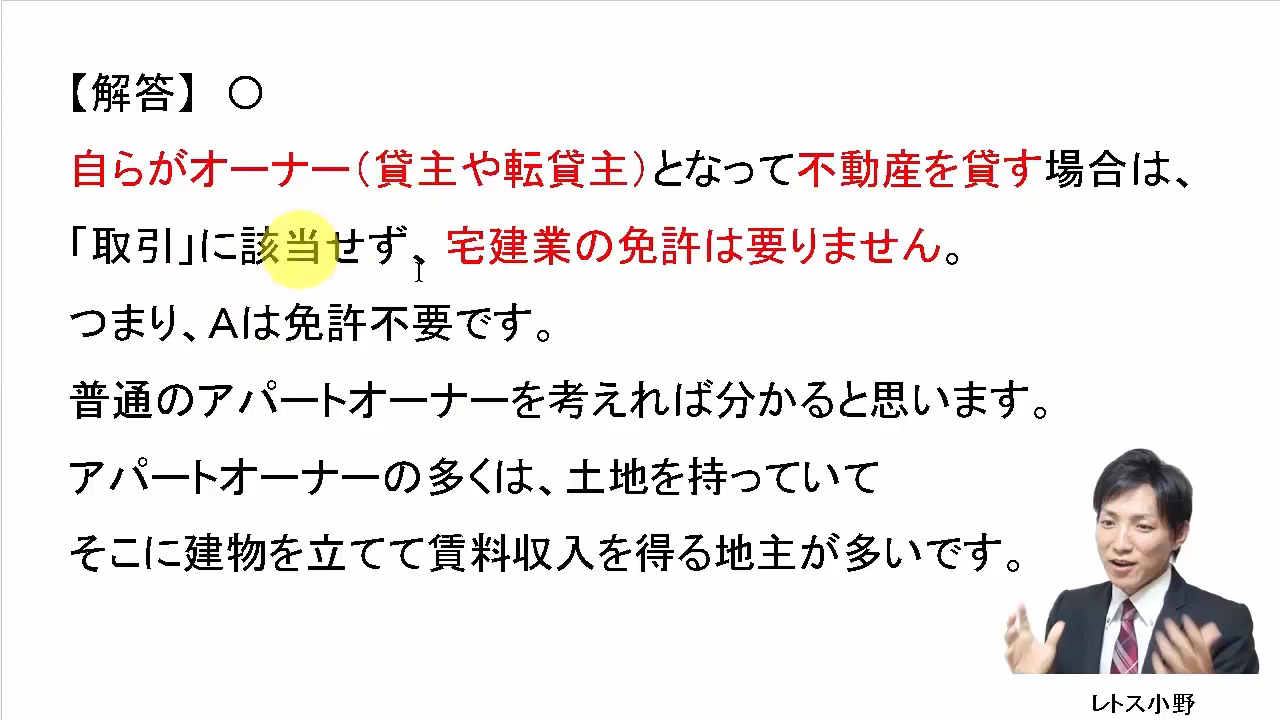 【解答】 〇
自らがオーナー（貸主や転貸主）となって不動産を貸す場合は、
「取引」に該当せず、宅建業の免許は要りません。
つまり、Aは免許不要です。
普通のアパートオーナーを考えれば分かると思います。
アパートオーナーの多くは、土地を持っていて
そこに建物を立てて賃料収入を得る地主が多いです。
レトス小野